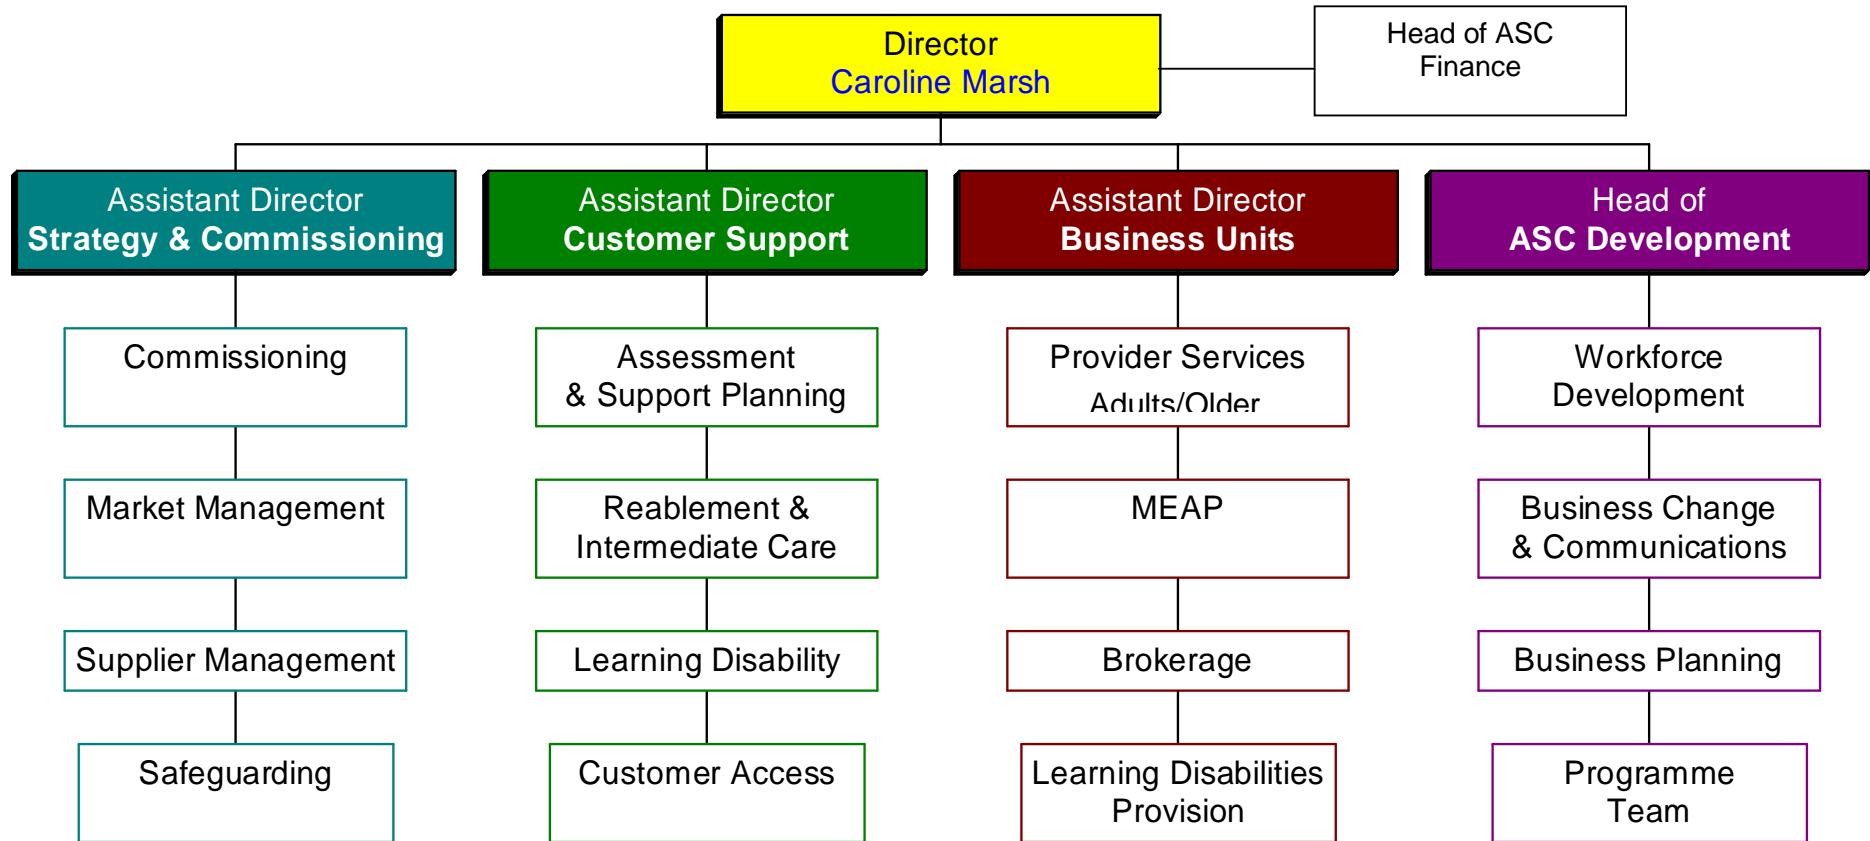 Director
Caroline Marsh
Head of ASC
Finance
Assistant Director
Strategy & Commissioning
Assistant Director
Customer Support
Assistant Director
Business Units
Head of
ASC Development
Commissioning
Assessment
& Support Planning
Provider Services
Adults/Older
Workforce
Development
Market Management
Reablement &
Intermediate Care
MEAP
Business Change
& Communications
Supplier Management
Learning Disability
Brokerage
Business Planning
Safeguarding
Customer Access
Learning Disabilities
Provision
Programme
Team